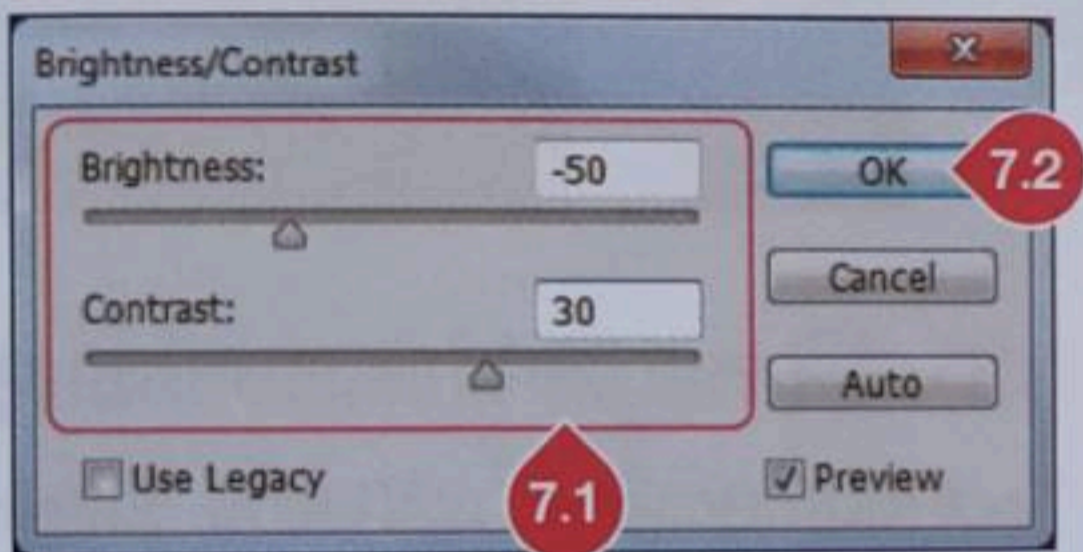 Brightness/Contrast
x
Brightness: -50
OK
7.2
Cancel
Contrast: 30
Auto
Use Legacy
Preview
7.1